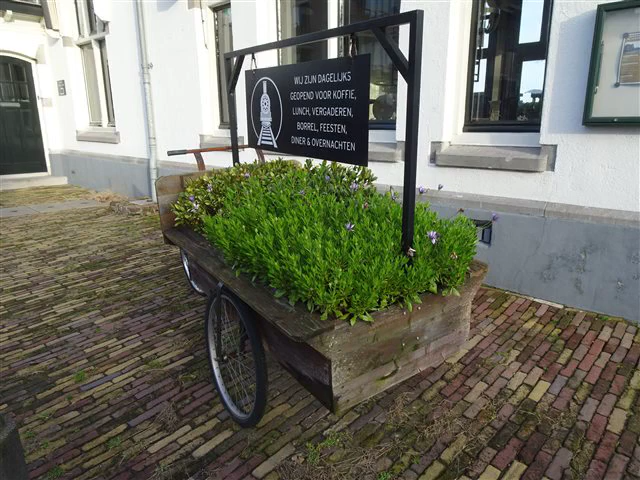 WIJ ZIJN DAGELIJKS
GEOPEND VOOR KOFFIE,
LUNCH, VERGADEREN,
BORREL, FEESTEN,
DINER & OVERNACHTEN